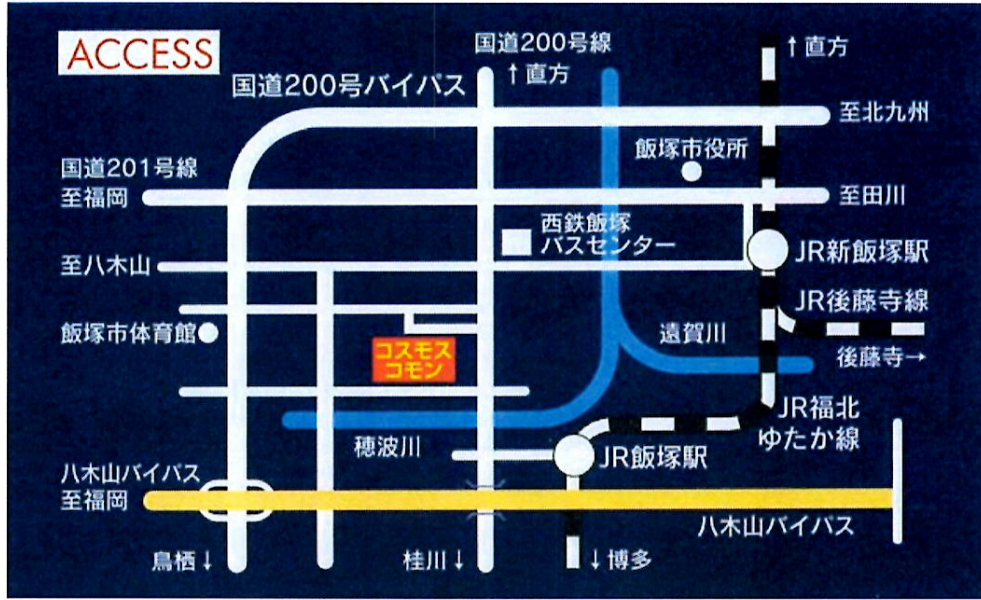 ACCESS
国道200号線
↑直方
↑直方
国道200号バイパス
至北九州
飯塚市役所
国道201号線
至福岡
至田川
西鉄飯塚
バスセンター
JR新飯塚駅
至八木山
JR後藤寺線
飯塚市体育館
遠賀川
コスモス
コモン
後藤寺→
JR福北
ゆたか線
穂波川
JR飯塚駅
八木山バイパス
至福岡
八木山バイパス
鳥栖↓
桂川↓
↓博多